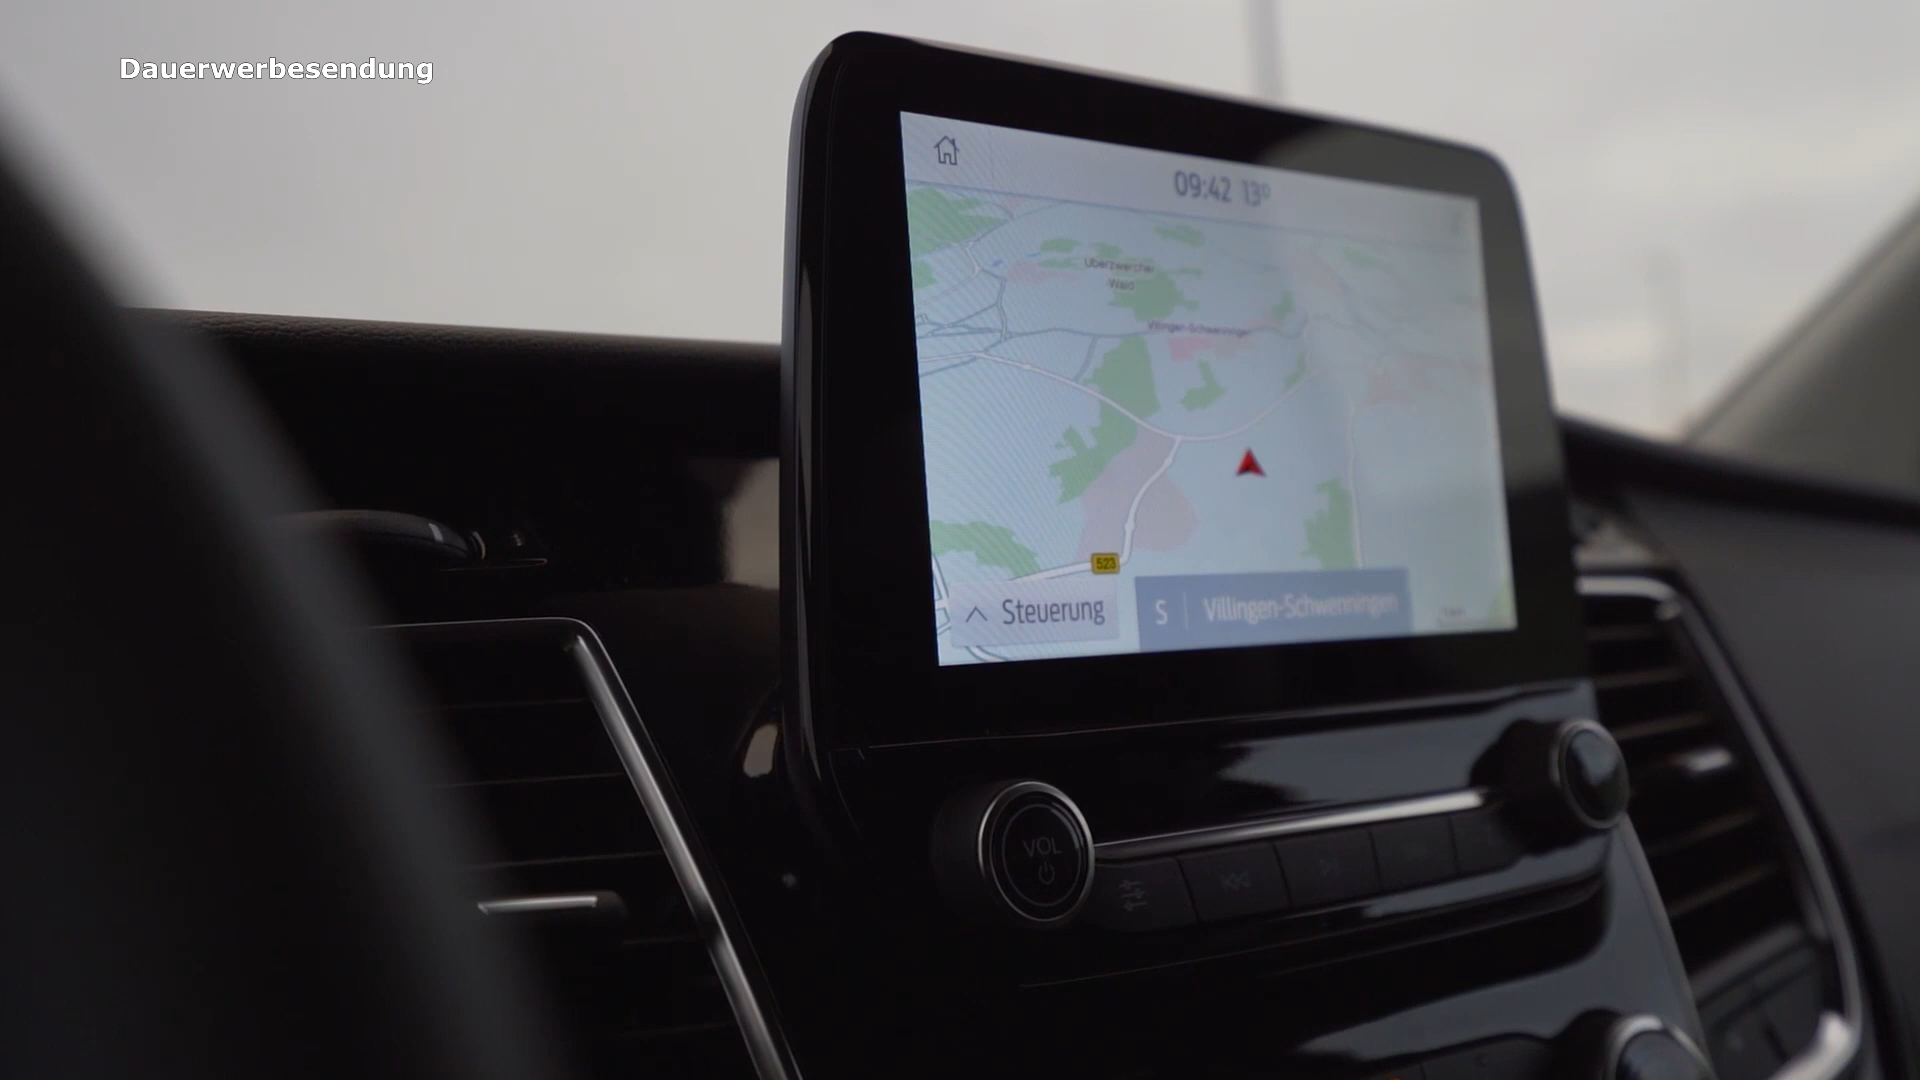 Dauerwerbesendung
09:42 13°
Überzwercher
Wald
Villingen-Schwenningen
523
Steuerung
S Villingen-Schwenningen
VOL